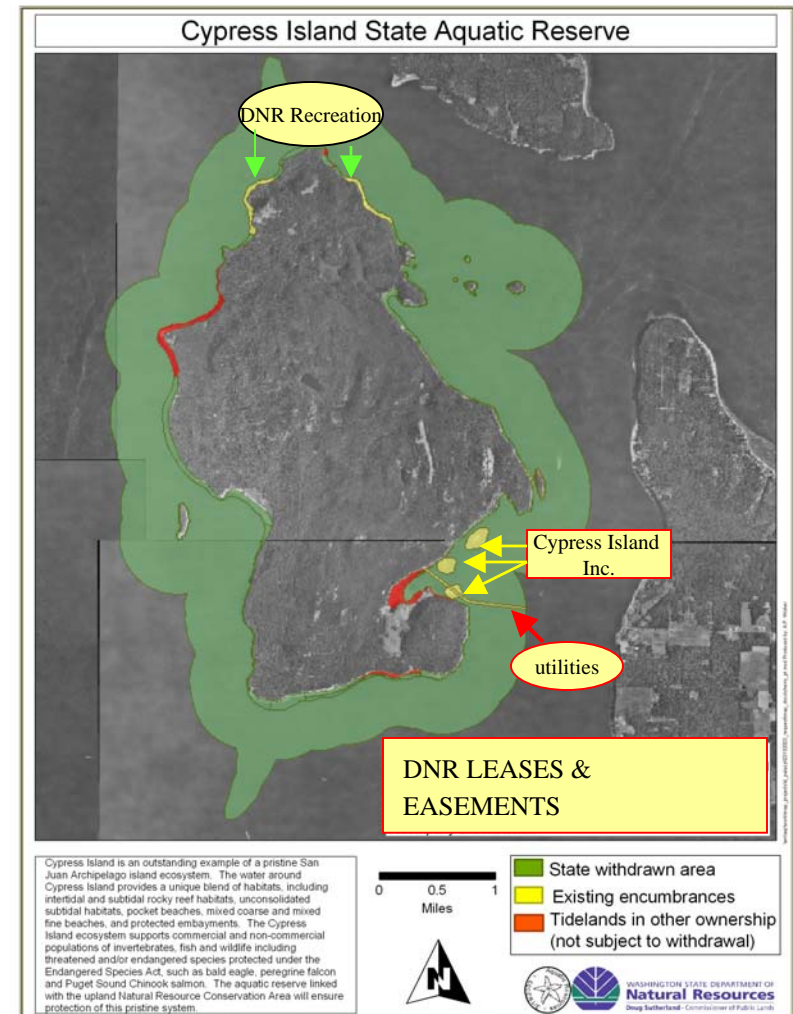 Cypress Island State Aquatic Reserve
DNR Recreation
Cypress Island
Inc.
utilities
DNR LEASES &
EASEMENTS
Cypress Island is an outstanding example of a pristine San
Juan Archipelago island ecosystem. The water around
Cypress Island provides a unique blend of habitats, including
intertidal and subtidal rocky reef habitats, unconsolidated
subtidal habitats, pocket beaches, mixed coarse and mixed
fine beaches, and protected embayments. The Cypress
Island ecosystem supports commercial and non-commercial
populations of invertebrates, fish and wildlife including
threatened and/or endangered species protected under the
Endangered Species Act, such as bald eagle, peregrine falcon
and Puget Sound Chinook salmon. The aquatic reserve linked
with the upland Natural Resource Conservation Area will ensure
protection of this pristine system.
0 0.5 1
Miles
N
State withdrawn area
Existing encumbrances
Tidelands in other ownership
(not subject to withdrawal)
WASHINGTON STATE DEPARTMENT OF
Natural Resources
Doug Sutherland - Commissioner of Public Lands